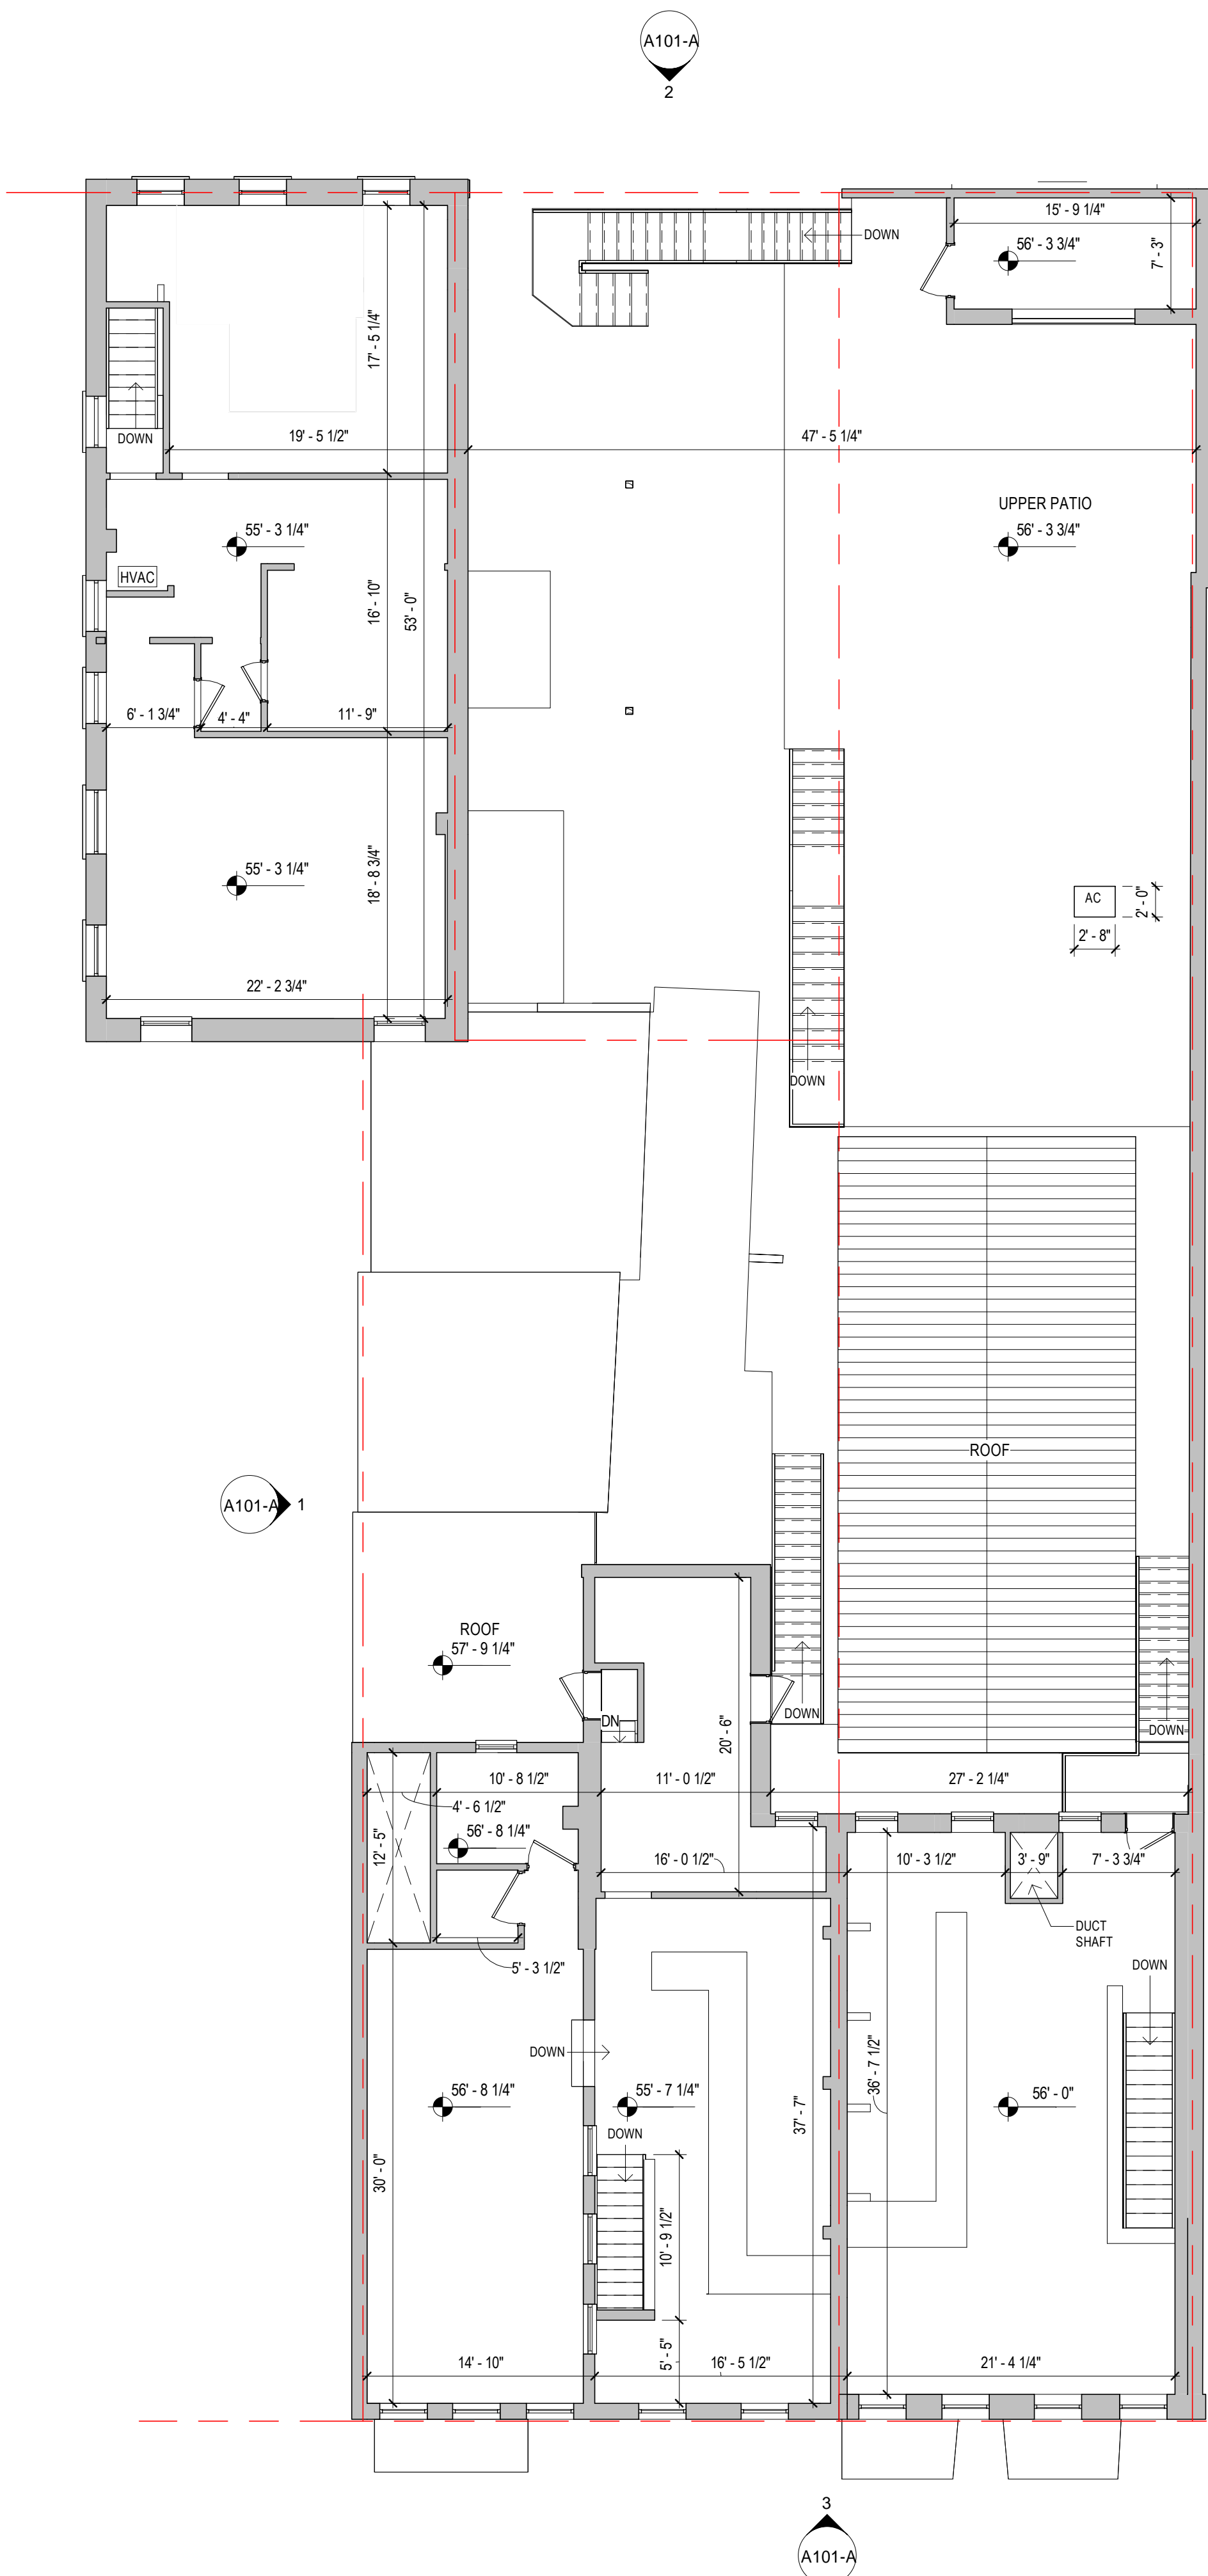 A101-A
2
15' - 9 1/4"
DOWN
56' - 3 3/4"
7' - 3"
17' - 5 1/4"
DOWN
19' - 5 1/2"
47' - 5 1/4"
UPPER PATIO
55' - 3 1/4"
56' - 3 3/4"
HVAC
16' - 10"
53' - 0"
6' - 1 3/4"
4' - 4"
11' - 9"
55' - 3 1/4"
18' - 8 3/4"
AC
2' - 0"
2' - 8"
22' - 2 3/4"
DOWN
ROOF
A101-A
1
ROOF
57' - 9 1/4"
DN
DOWN
DOWN
20' - 6"
10' - 8 1/2"
11' - 0 1/2"
27' - 2 1/4"
4' - 6 1/2"
12' - 5"
56' - 8 1/4"
16' - 0 1/2"
10' - 3 1/2"
3' - 9"
7' - 3 3/4"
DUCT
SHAFT
5' - 3 1/2"
DOWN
DOWN
36' - 7 1/2"
56' - 8 1/4"
55' - 7 1/4"
56' - 0"
37' - 7"
DOWN
30' - 0"
10' - 9 1/2"
5' - 5"
14' - 10"
16' - 5 1/2"
21' - 4 1/4"
3
A101-A